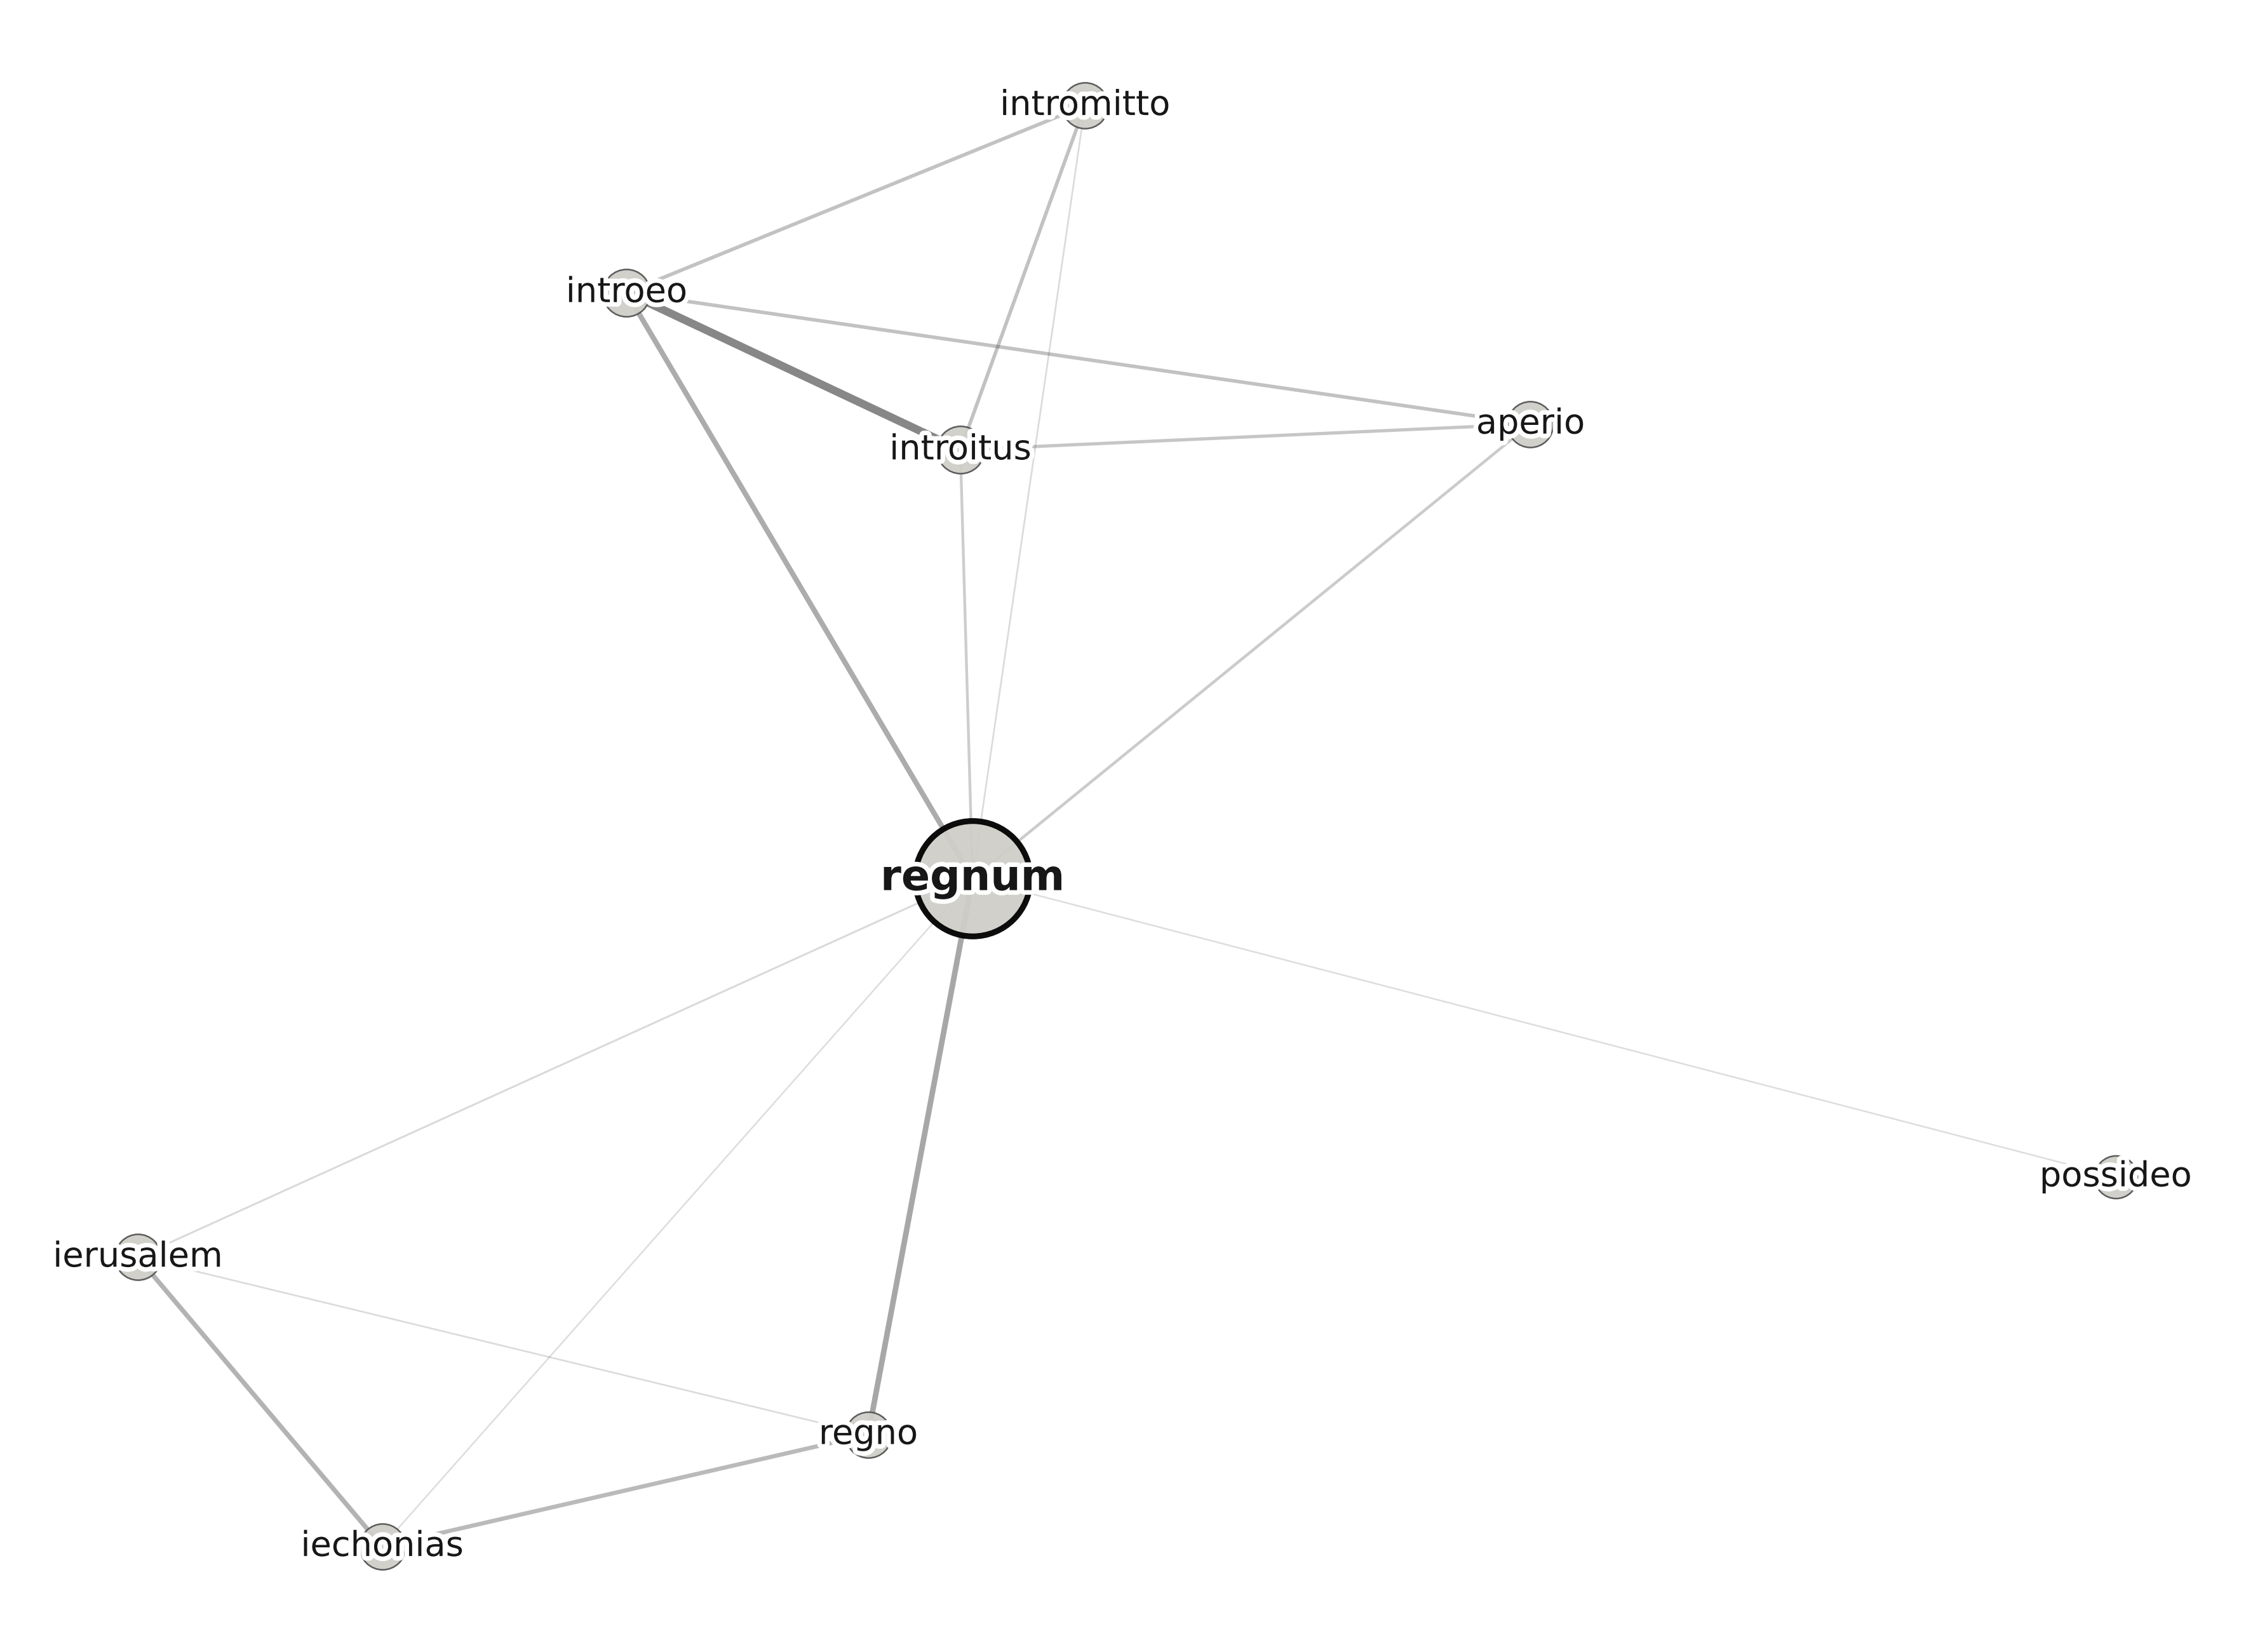 intromitto
introeo
aperio
introitus
regnum
possideo
ierusalem
regno
iechonias